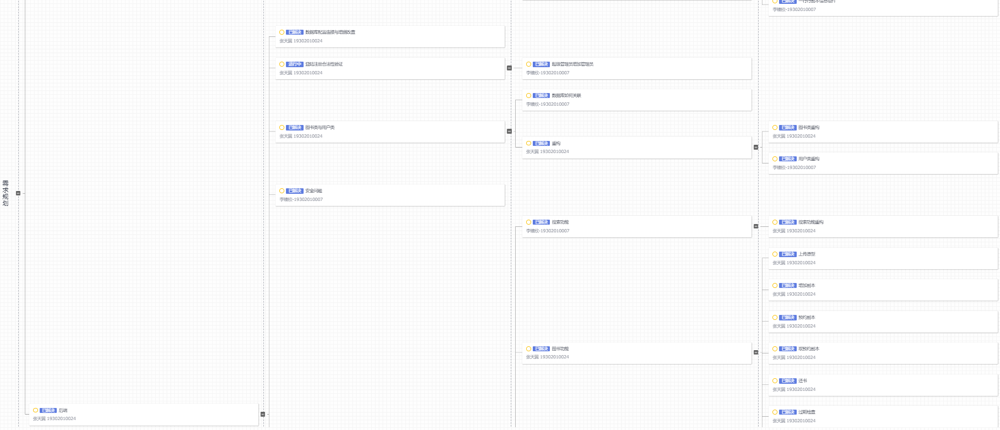 李臻欣-19302010007
已解决 数据库配置连接与增删改查
张天翼 19302010024
进行中 登陆注册合法性验证
张天翼 19302010024
已解决 超级管理员增加管理员
李臻欣-19302010007
已解决 数据库如何关联
李臻欣-19302010007
已解决 图书类与用户类
张天翼 19302010024
已解决 重构
张天翼 19302010024
已解决 图书类重构
张天翼 19302010024
已解决 用户类重构
李臻欣-19302010007
需求规划
已解决 安全问题
李臻欣-19302010007
已解决 搜索功能
李臻欣-19302010007
已解决 搜索功能重构
张天翼 19302010024
已解决 上传原型
张天翼 19302010024
已解决 增加副本
张天翼 19302010024
已解决 预约副本
张天翼 19302010024
已解决 图书功能
张天翼 19302010024
已解决 取预约副本
张天翼 19302010024
已解决 还书
张天翼 19302010024
已解决 后端
张天翼 19302010024
已解决 过期检查
张天翼 19302010024